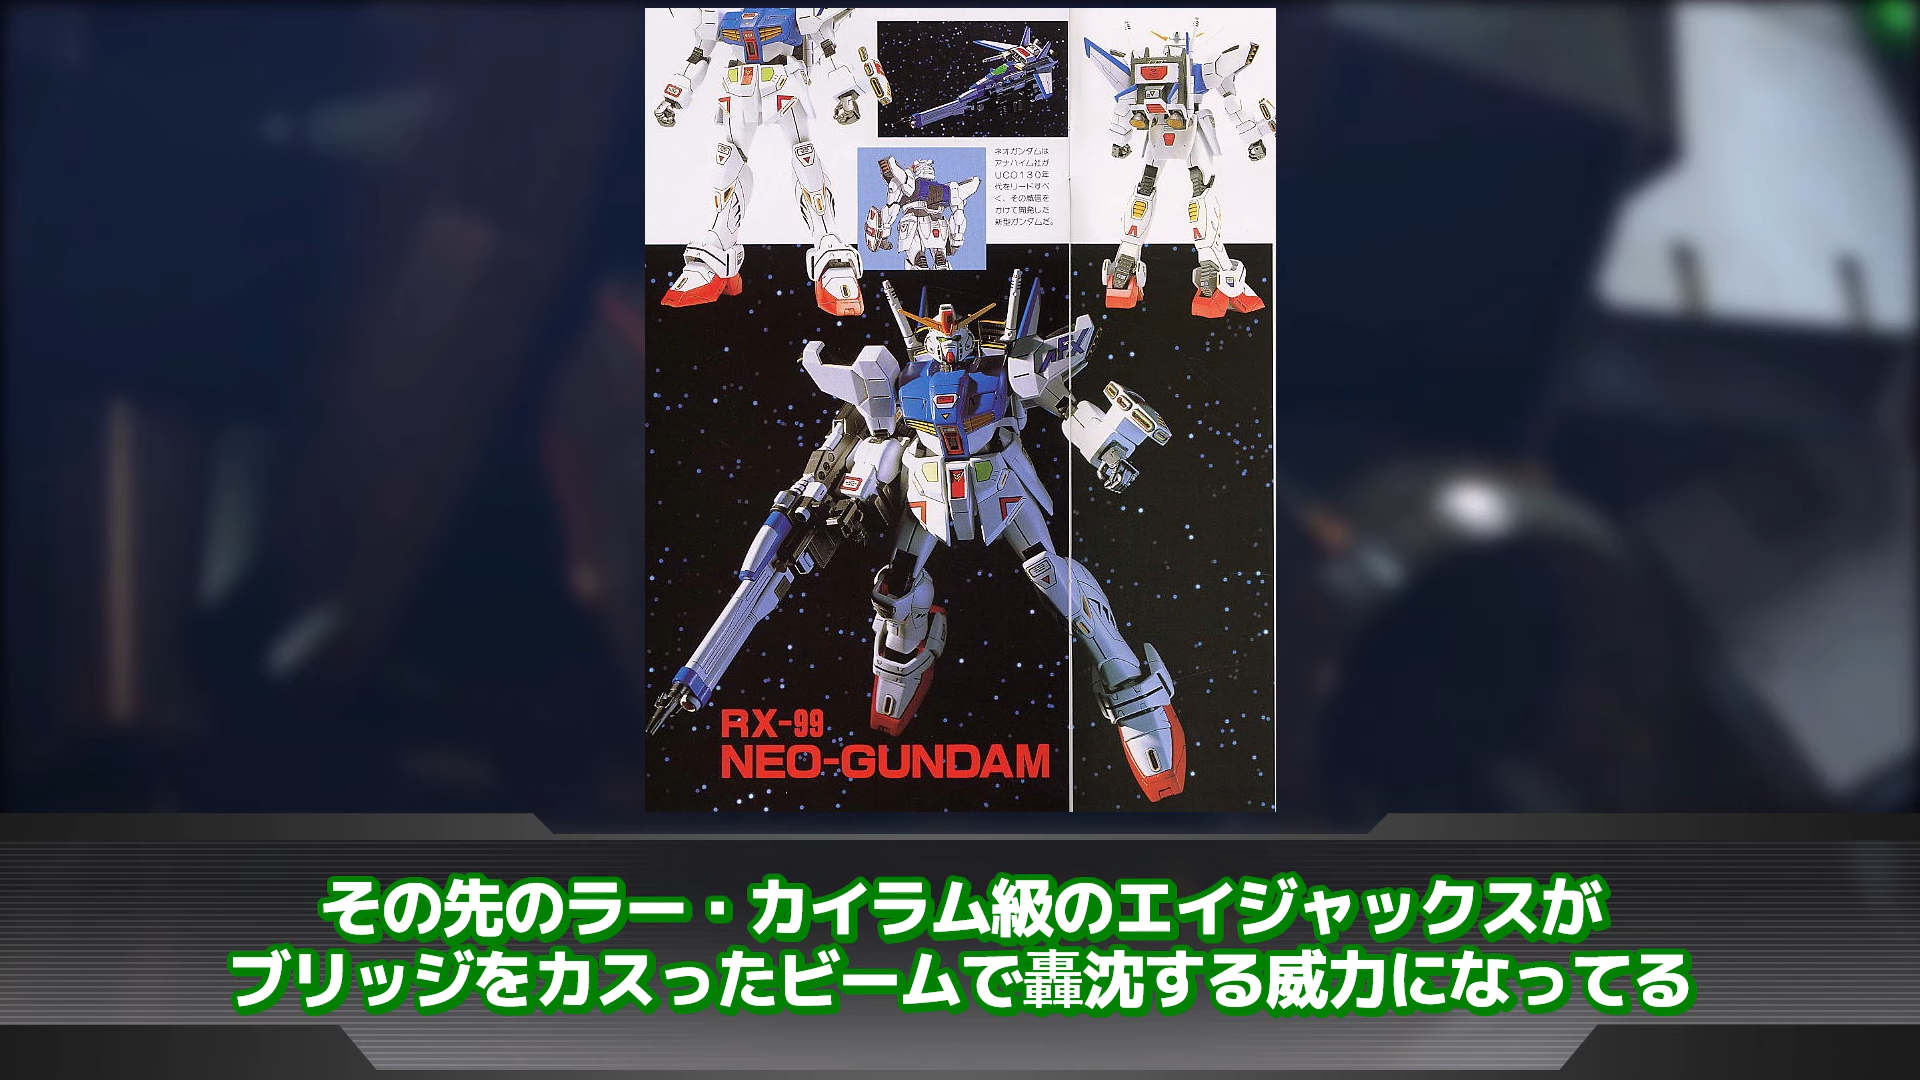 ネオガンダムは
アナハイム社が
UC0130年
代をリードすべ
く、その威信を
かけて開発した
新型ガンダムだ。
AFX
RX-99
NEO-GUNDAM
その先のラー・カイラム級のエイジャックスが
ブリッジをカスったビームで轟沈する威力になってる